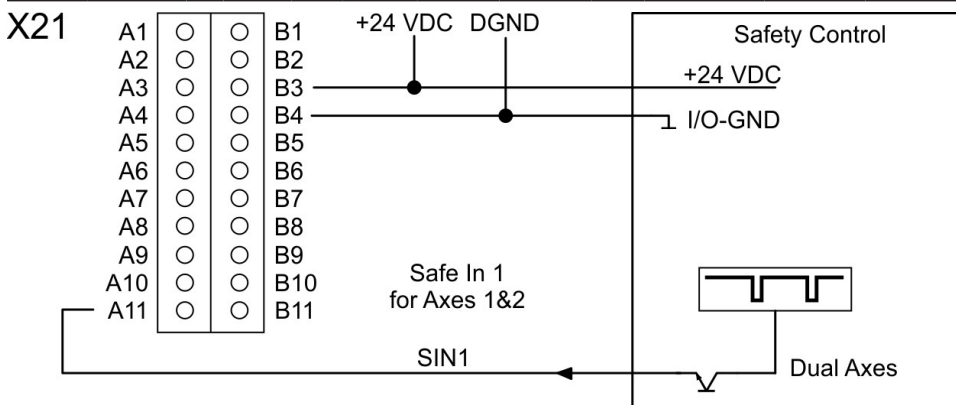 X21
+24 VDC DGND
Safety Control
A1 B1
A2 B2
A3 B3
+24 VDC
A4 B4
I/O-GND
A5 B5
A6 B6
A7 B7
A8 B8
A9 B9
A10 B10
A11 B11
Safe In 1
for Axes 1&2
SIN1
Dual Axes